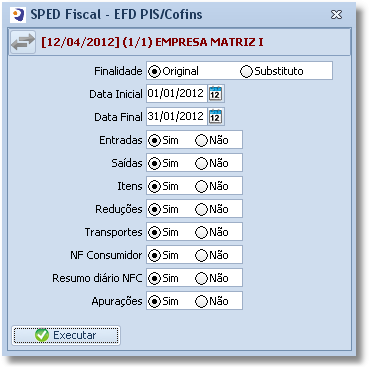 SPED Fiscal - EFD PIS/Cofins
[12/04/2012] (1/1) EMPRESA MATRIZ I
Finalidade Original Substituto
Data Inicial 01/01/2012 12
Data Final 31/01/2012 12
Entradas Sim Não
Saídas Sim Não
Itens Sim Não
Reduções Sim Não
Transportes Sim Não
NF Consumidor Sim Não
Resumo diário NFC Sim Não
Apurações Sim Não
Executar